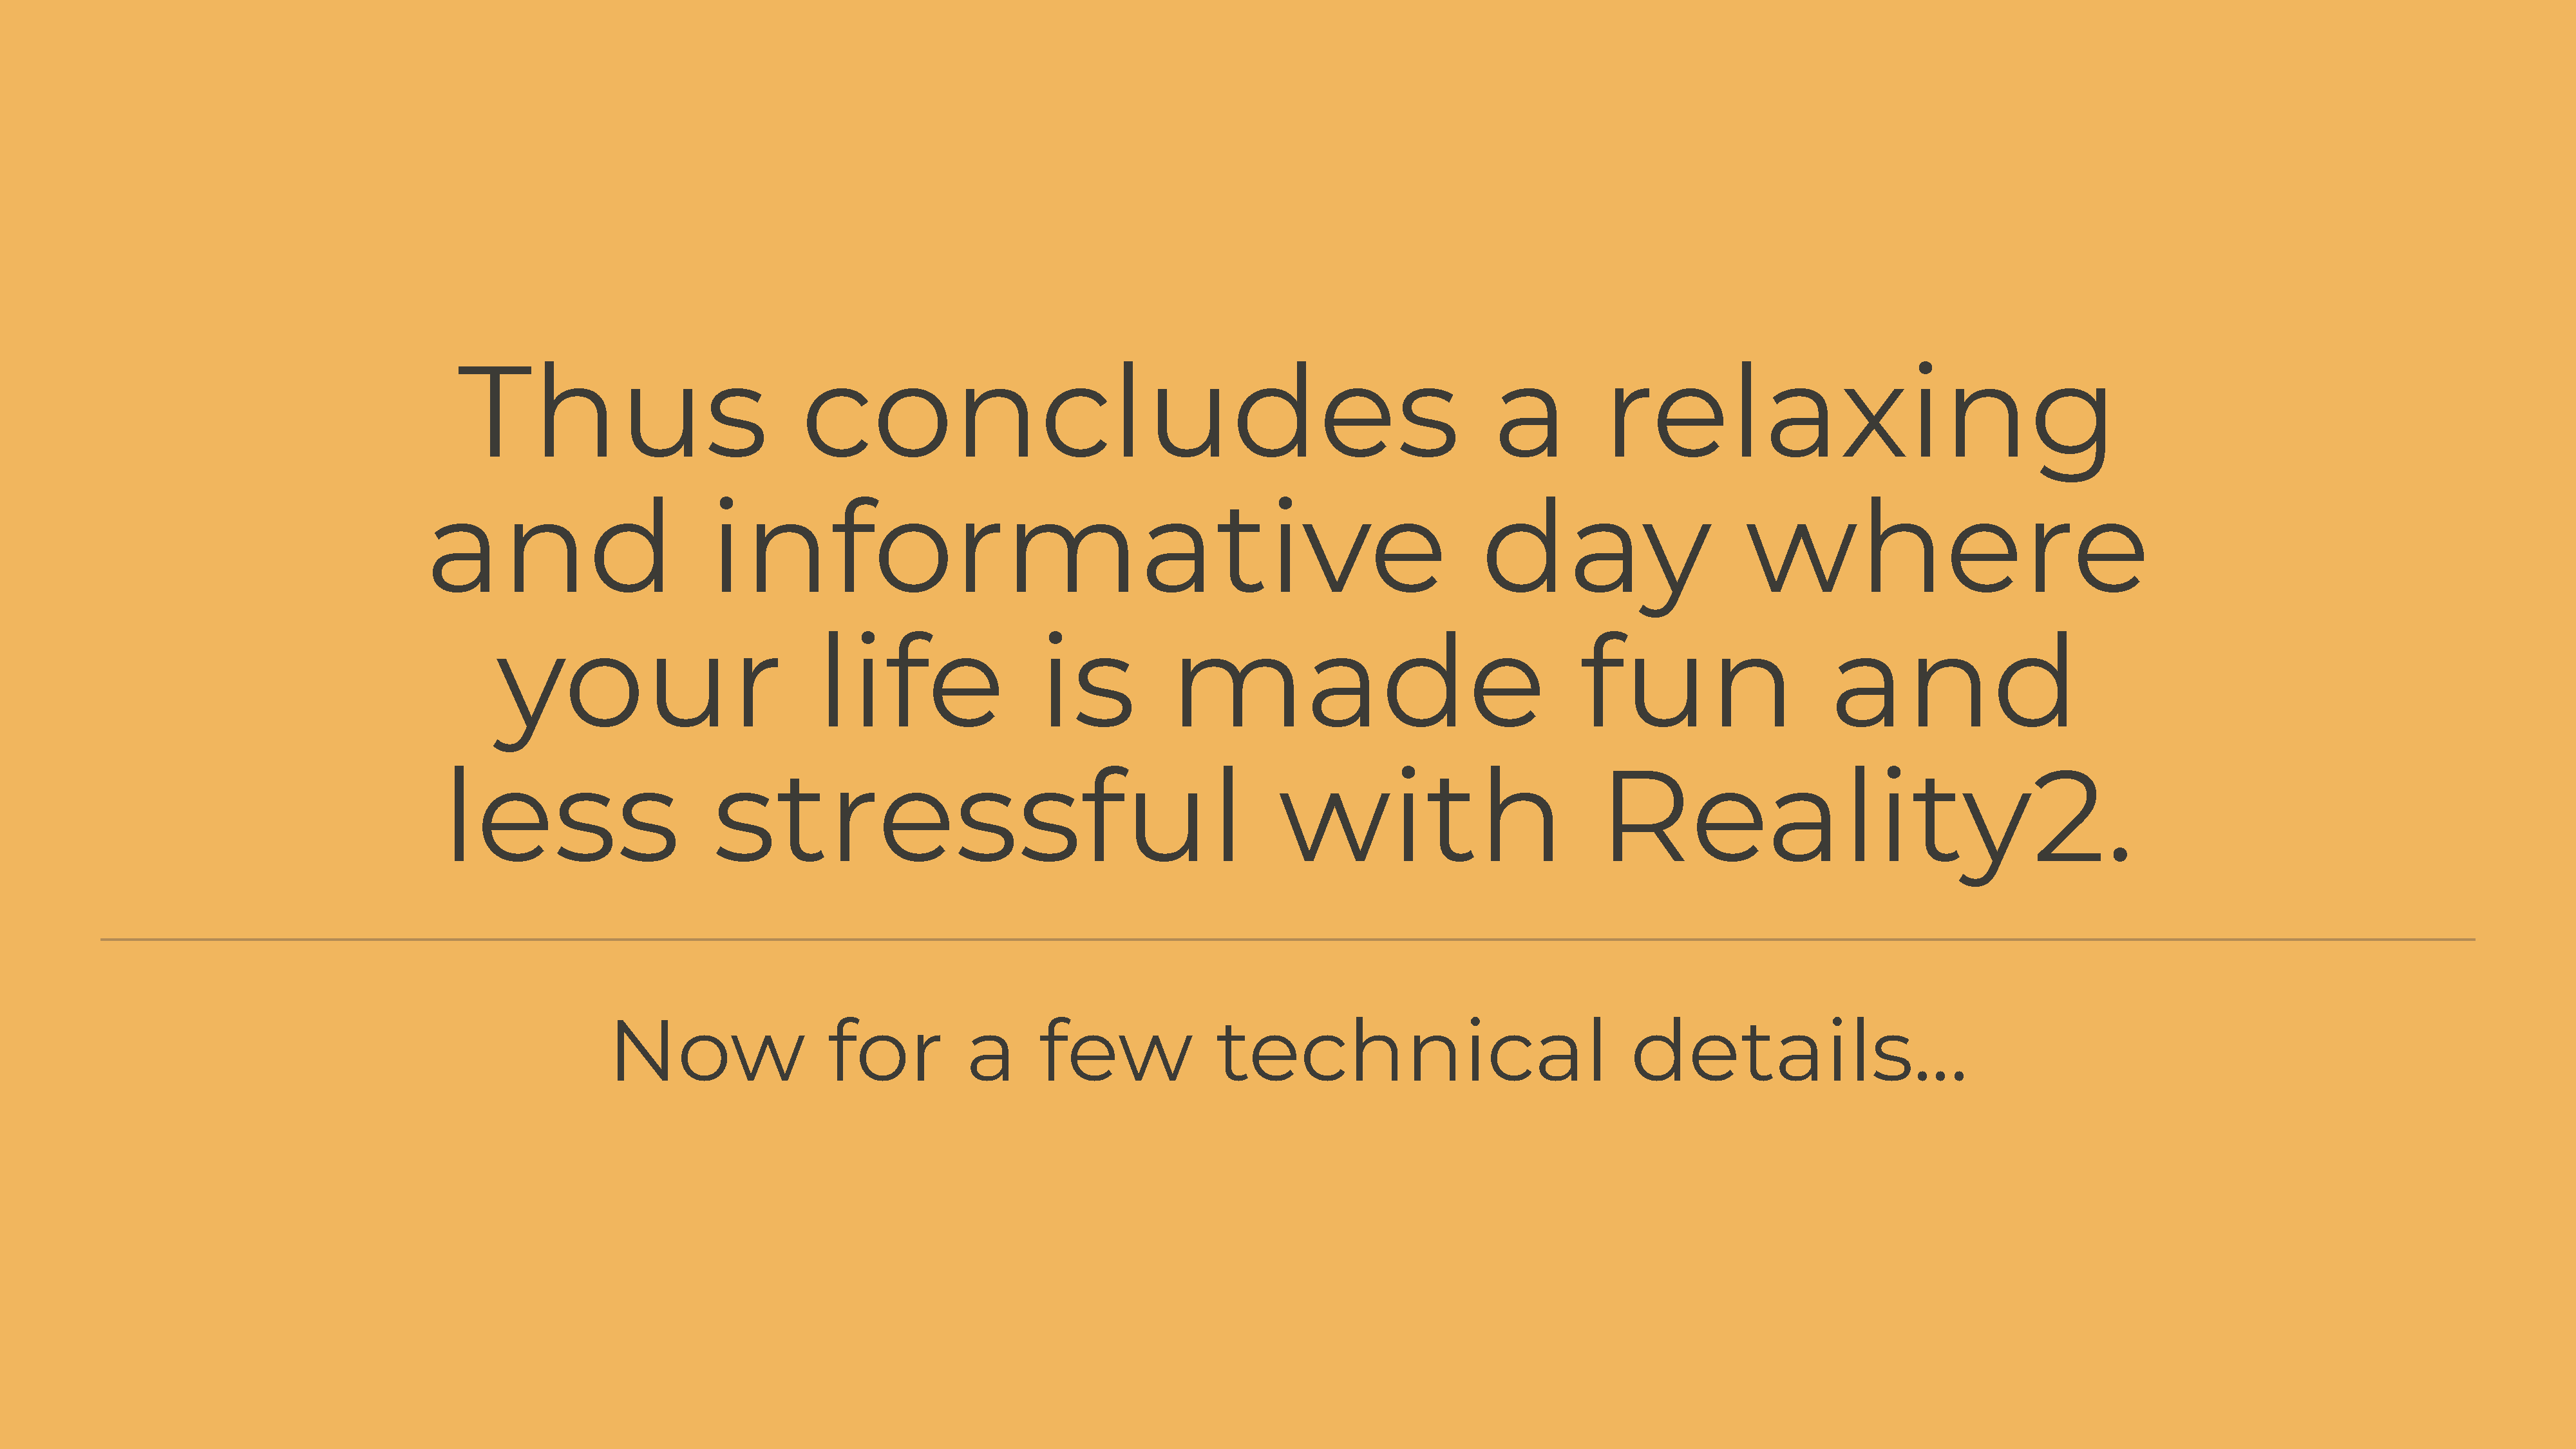 Thus concludes a relaxing
and informative day where
your life is made fun and
less stressful with Reality2.
Now for a few technical details...